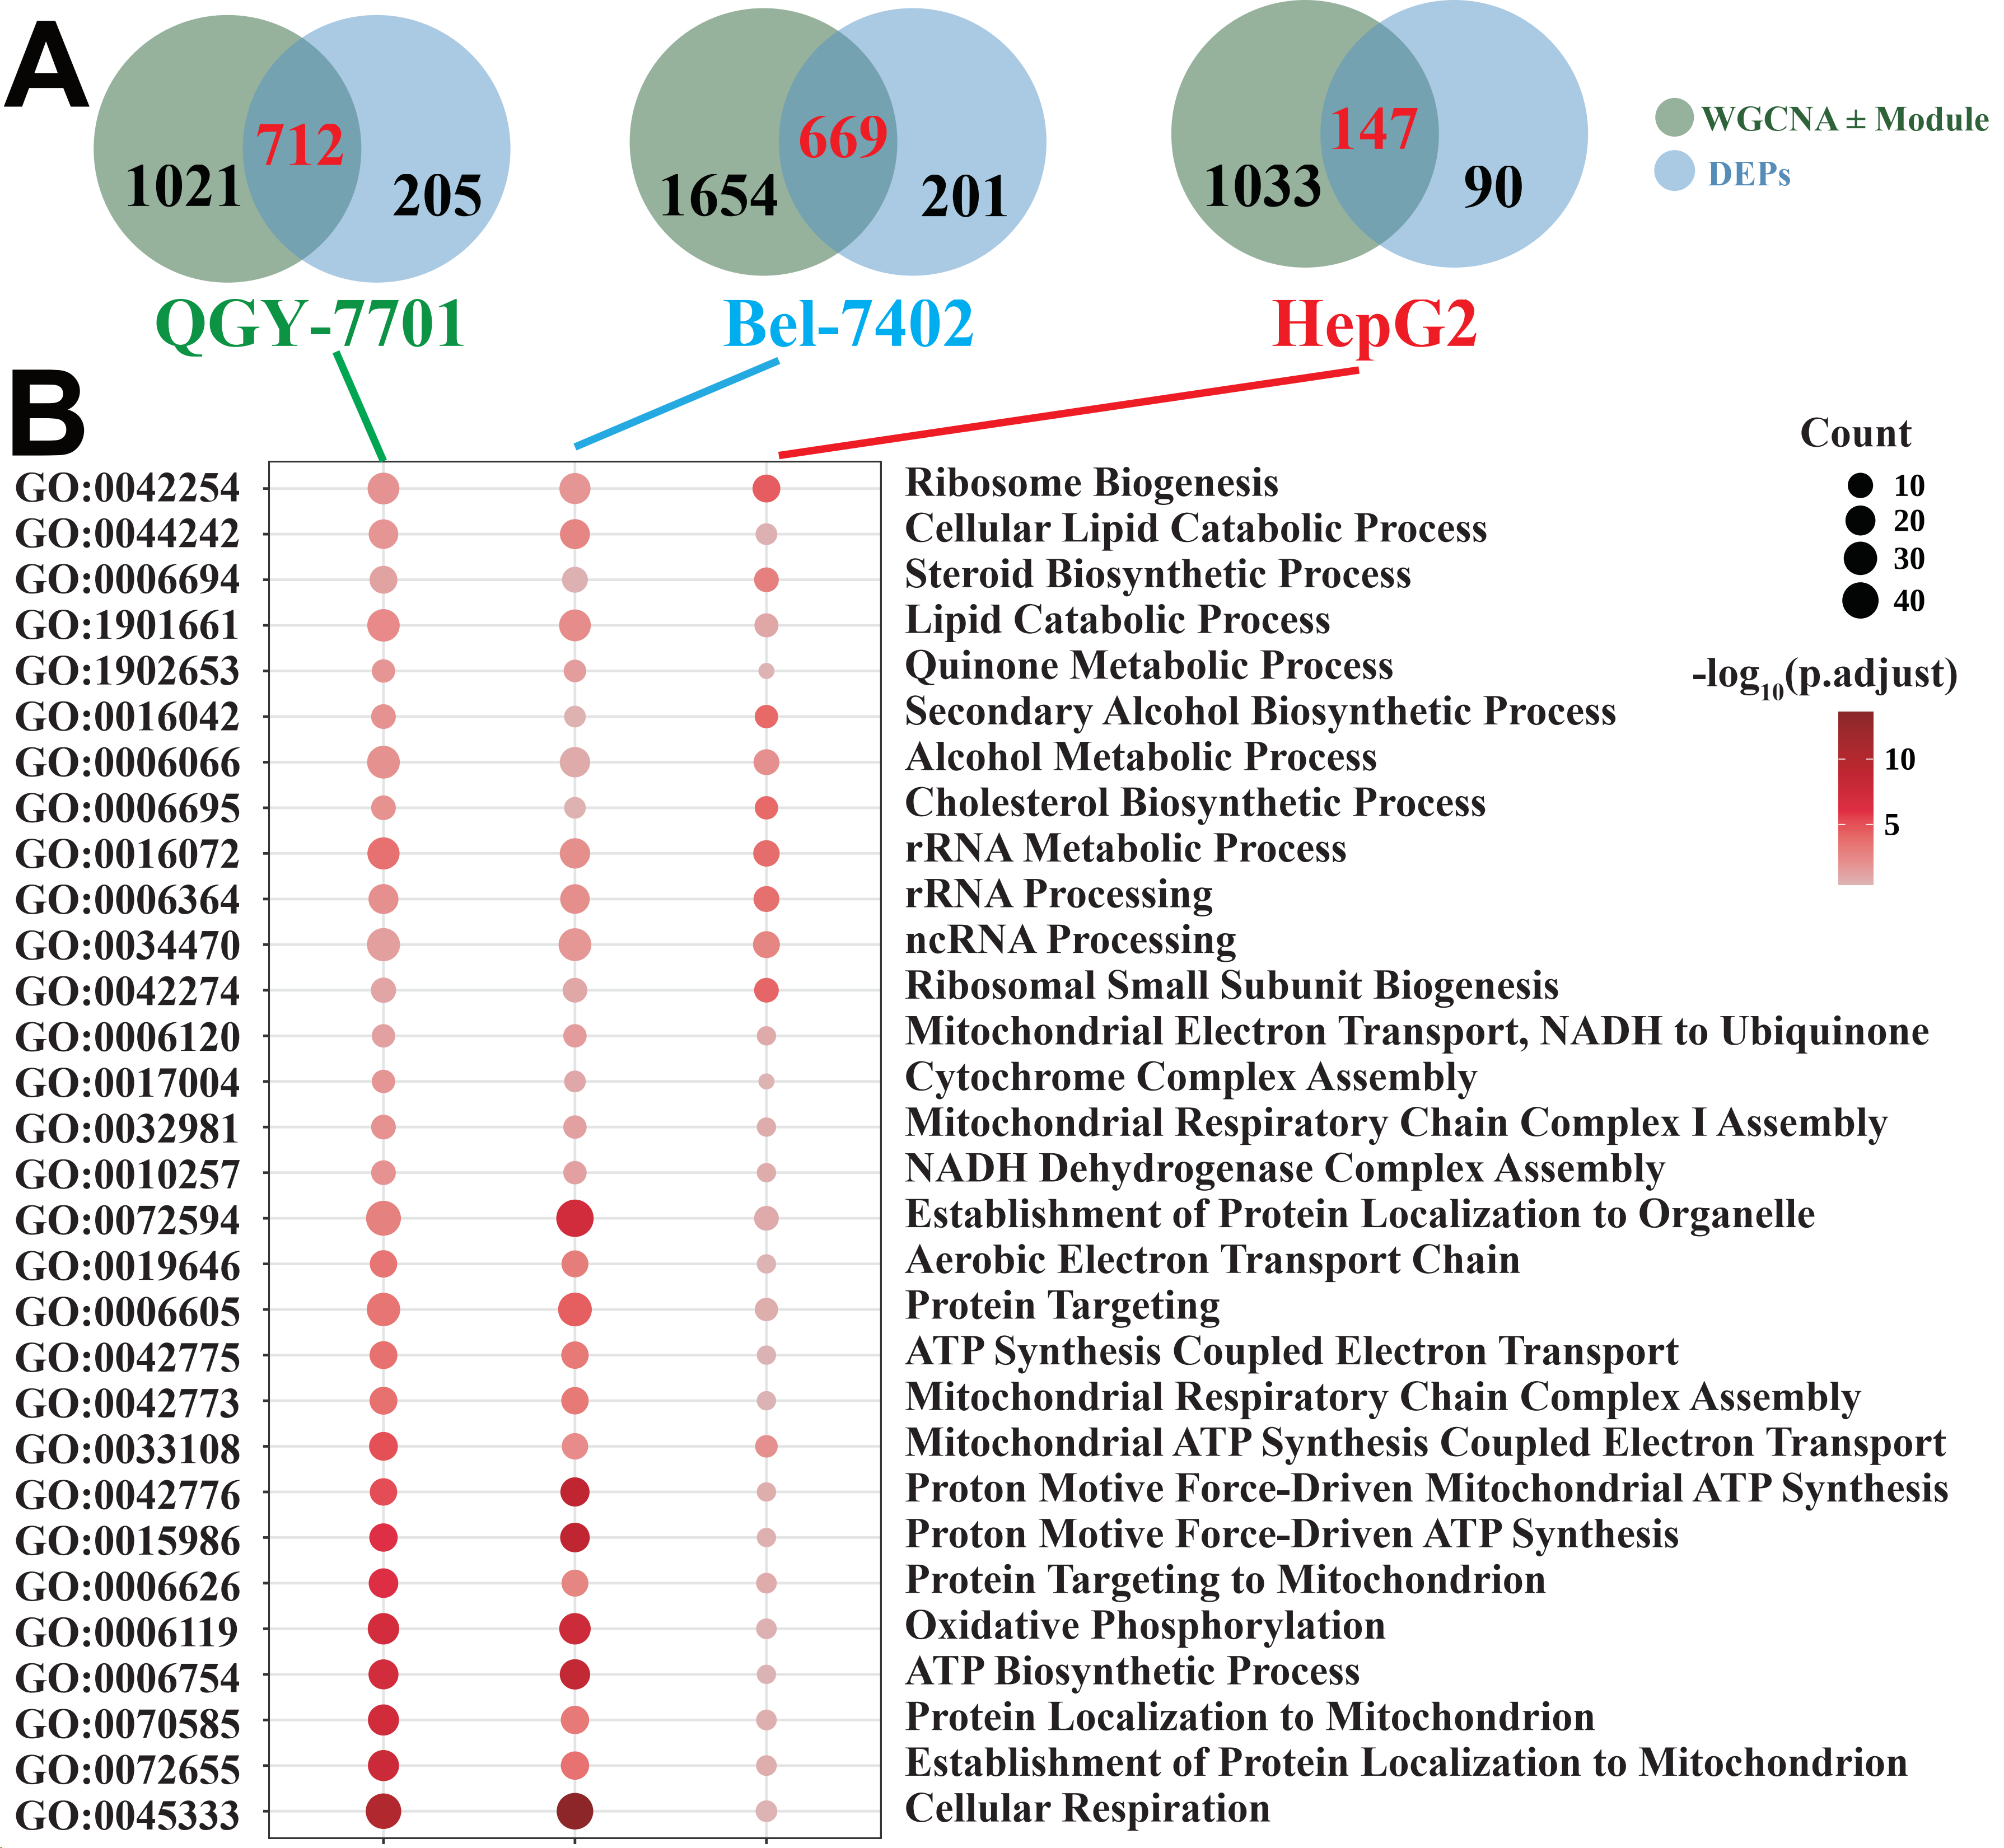 A
1021 712 205
1654 669 201
1033 147 90
WGCNA ± Module
DEPs
QGY-7701 Bel-7402 HepG2
B
GO:0042254 Ribosome Biogenesis
GO:0044242 Cellular Lipid Catabolic Process
GO:0006694 Steroid Biosynthetic Process
GO:1901661 Lipid Catabolic Process
GO:1902653 Quinone Metabolic Process
GO:0016042 Secondary Alcohol Biosynthetic Process
GO:0006066 Alcohol Metabolic Process
GO:0006695 Cholesterol Biosynthetic Process
GO:0016072 rRNA Metabolic Process
GO:0006364 rRNA Processing
GO:0034470 ncRNA Processing
GO:0042274 Ribosomal Small Subunit Biogenesis
GO:0006120 Mitochondrial Electron Transport, NADH to Ubiquinone
GO:0017004 Cytochrome Complex Assembly
GO:0032981 Mitochondrial Respiratory Chain Complex I Assembly
GO:0010257 NADH Dehydrogenase Complex Assembly
GO:0072594 Establishment of Protein Localization to Organelle
GO:0019646 Aerobic Electron Transport Chain
GO:0006605 Protein Targeting
GO:0042775 ATP Synthesis Coupled Electron Transport
GO:0042773 Mitochondrial Respiratory Chain Complex Assembly
GO:0033108 Mitochondrial ATP Synthesis Coupled Electron Transport
GO:0042776 Proton Motive Force-Driven Mitochondrial ATP Synthesis
GO:0015986 Proton Motive Force-Driven ATP Synthesis
GO:0006626 Protein Targeting to Mitochondrion
GO:0006119 Oxidative Phosphorylation
GO:0006754 ATP Biosynthetic Process
GO:0070585 Protein Localization to Mitochondrion
GO:0072655 Establishment of Protein Localization to Mitochondrion
GO:0045333 Cellular Respiration
Count
10
20
30
40
-log10(p.adjust)
10
5